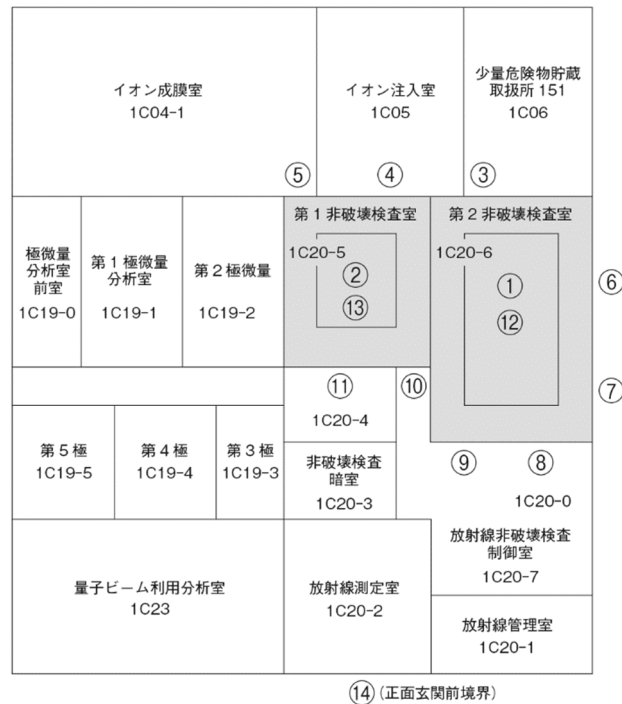 イオン成膜室
1C04-1
イオン注入室
1C05
少量危険物貯蔵
取扱所151
1C06
⑤
④
③
極微量
分析室
前室
1C19-0
第1極微量
分析室
1C19-1
第2極微量
1C19-2
第1非破壊検査室
1C20-5
②
⑬
第2非破壊検査室
1C20-6
①
⑫
⑥
⑦
⑪
1C20-4
⑩
第5極
1C19-5
第4極
1C19-4
第3極
1C19-3
非破壊検査
暗室
1C20-3
⑨
⑧
1C20-0
放射線非破壊検査
制御室
1C20-7
量子ビーム利用分析室
1C23
放射線測定室
1C20-2
放射線管理室
1C20-1
⑭(正面玄関前境界)